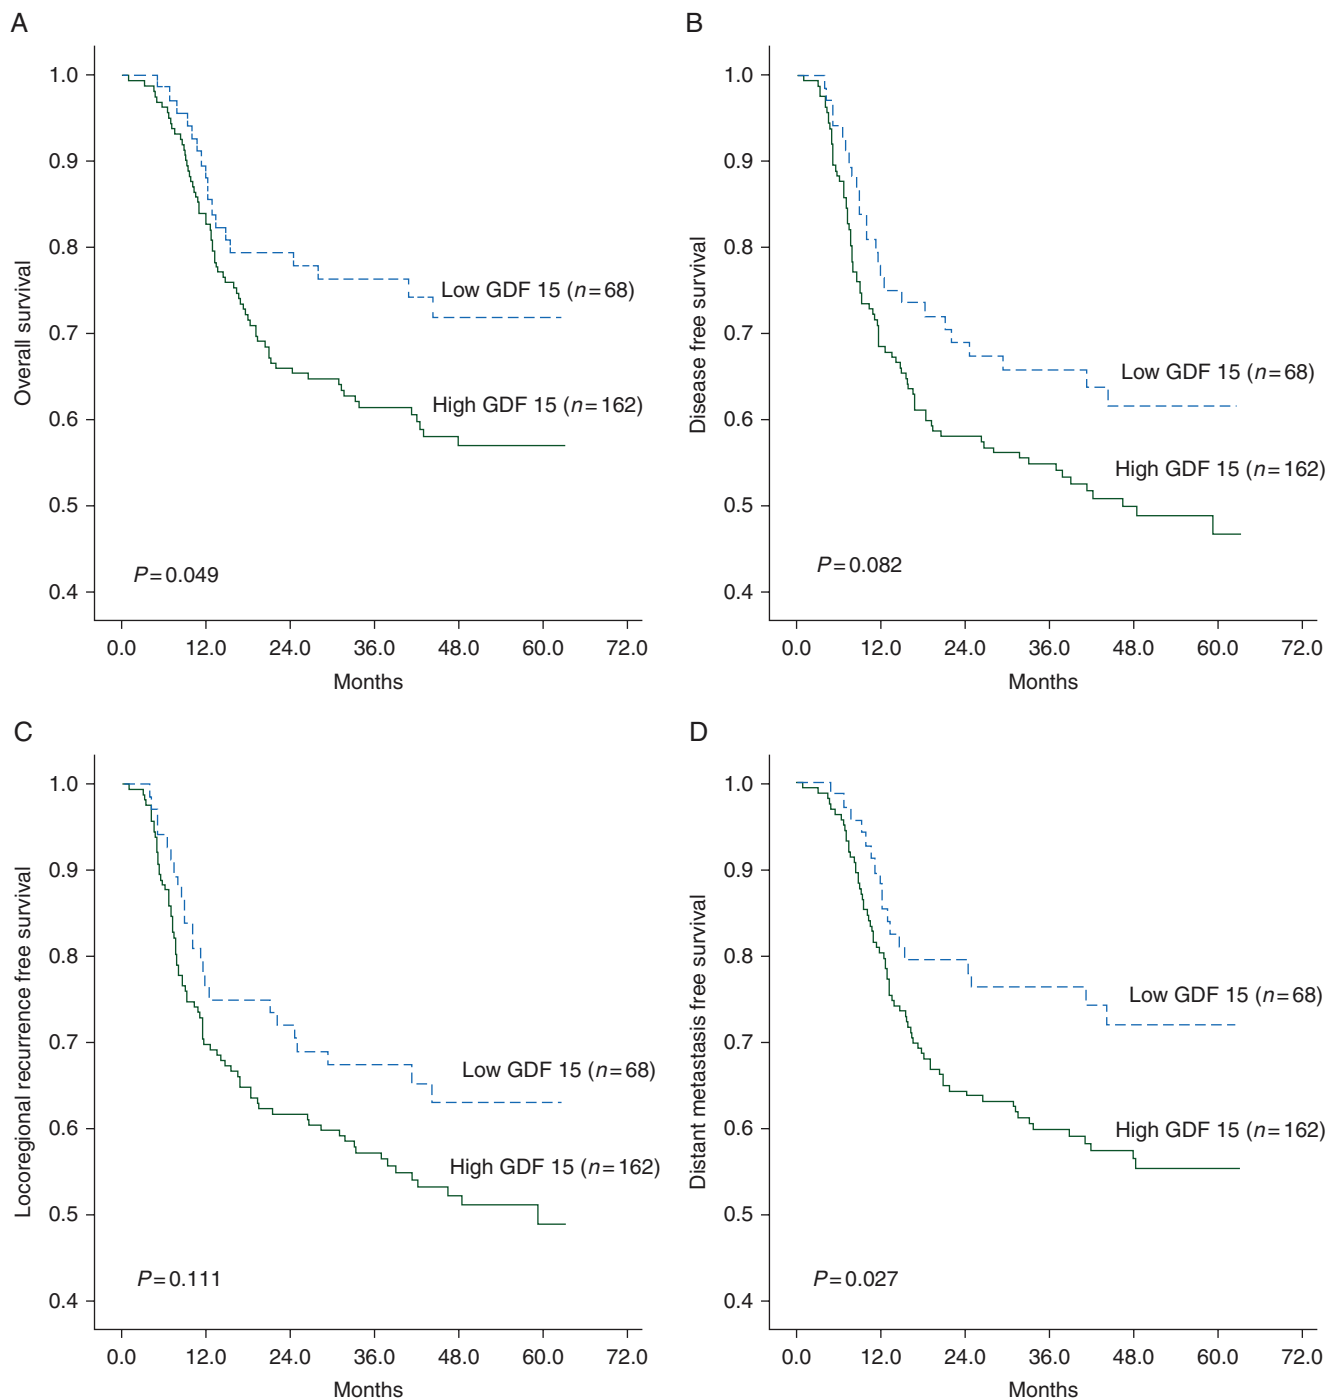 A
Overall survival
1.0
0.9
0.8
0.7
0.6
0.5
0.4
Low GDF 15 (n=68)
High GDF 15 (n=162)
P=0.049
0.0 12.0 24.0 36.0 48.0 60.0 72.0
Months
B
Disease free survival
1.0
0.9
0.8
0.7
0.6
0.5
0.4
Low GDF 15 (n=68)
High GDF 15 (n=162)
P=0.082
0.0 12.0 24.0 36.0 48.0 60.0 72.0
Months
C
Locoregional recurrence free survival
1.0
0.9
0.8
0.7
0.6
0.5
0.4
Low GDF 15 (n=68)
High GDF 15 (n=162)
P=0.111
0.0 12.0 24.0 36.0 48.0 60.0 72.0
Months
D
Distant metastasis free survival
1.0
0.9
0.8
0.7
0.6
0.5
0.4
Low GDF 15 (n=68)
High GDF 15 (n=162)
P=0.027
0.0 12.0 24.0 36.0 48.0 60.0 72.0
Months